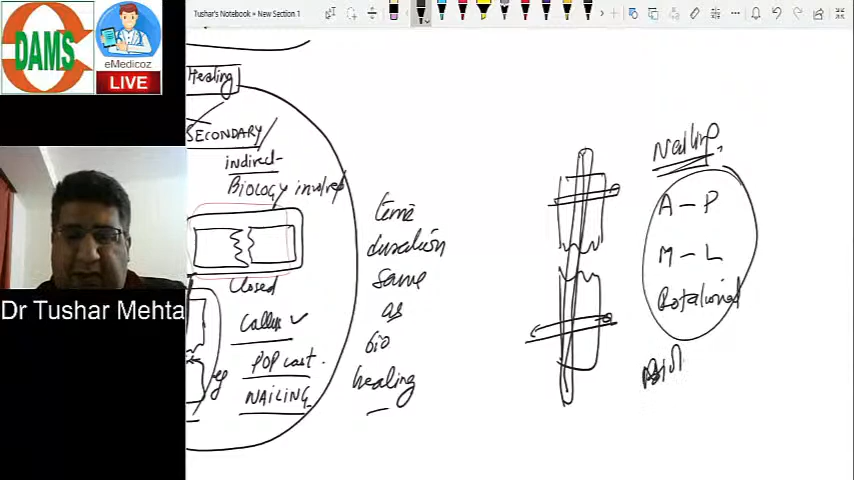 DAMS
eMedicoz
LIVE
Tushar's Notebook » New Section 1
Healing
SECONDARY
indirect
Biology involved
closed
callus ✓
POP cast.
NAILING
time
duration
same
as
bio
healing
Dr Tushar Mehta
Nailing
A - P
M - L
Rotational